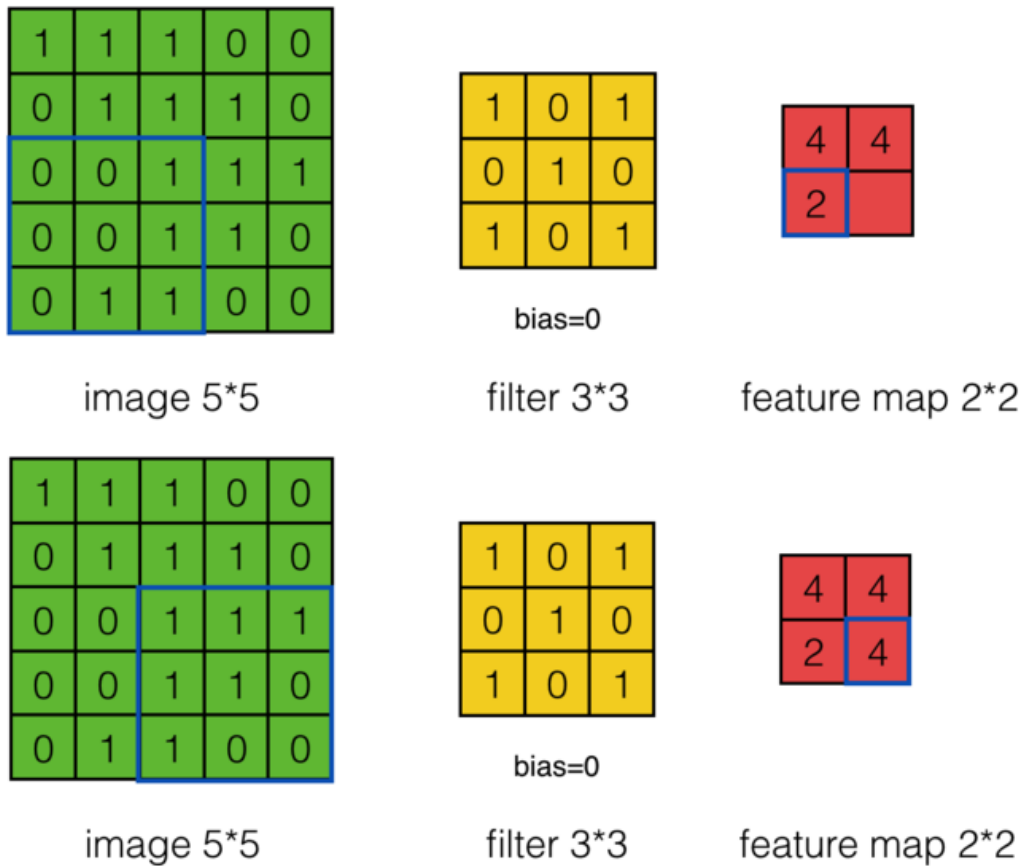 1 1 1 0 0
0 1 1 1 0
0 0 1 1 1
0 0 1 1 0
0 1 1 0 0
1 0 1
0 1 0
1 0 1
bias=0
4 4
2
image 5*5
filter 3*3
feature map 2*2
1 1 1 0 0
0 1 1 1 0
0 0 1 1 1
0 0 1 1 0
0 1 1 0 0
1 0 1
0 1 0
1 0 1
bias=0
4 4
2 4
image 5*5
filter 3*3
feature map 2*2